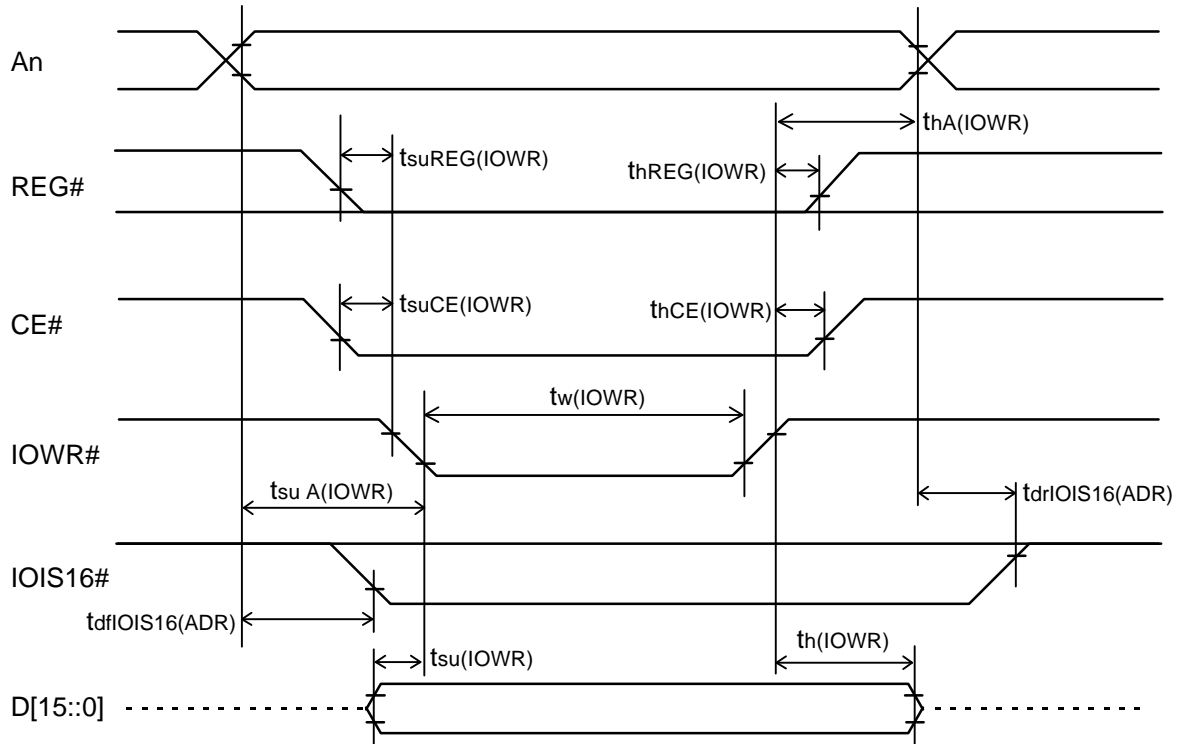 An
thA(IOWR)
tsuREG(IOWR)
thREG(IOWR)
REG#
tsuCE(IOWR)
thCE(IOWR)
CE#
tw(IOWR)
IOWR#
tsu A(IOWR)
tdrIOIS16(ADR)
IOIS16#
tdfIOIS16(ADR)
tsu(IOWR)
th(IOWR)
D[15::0]